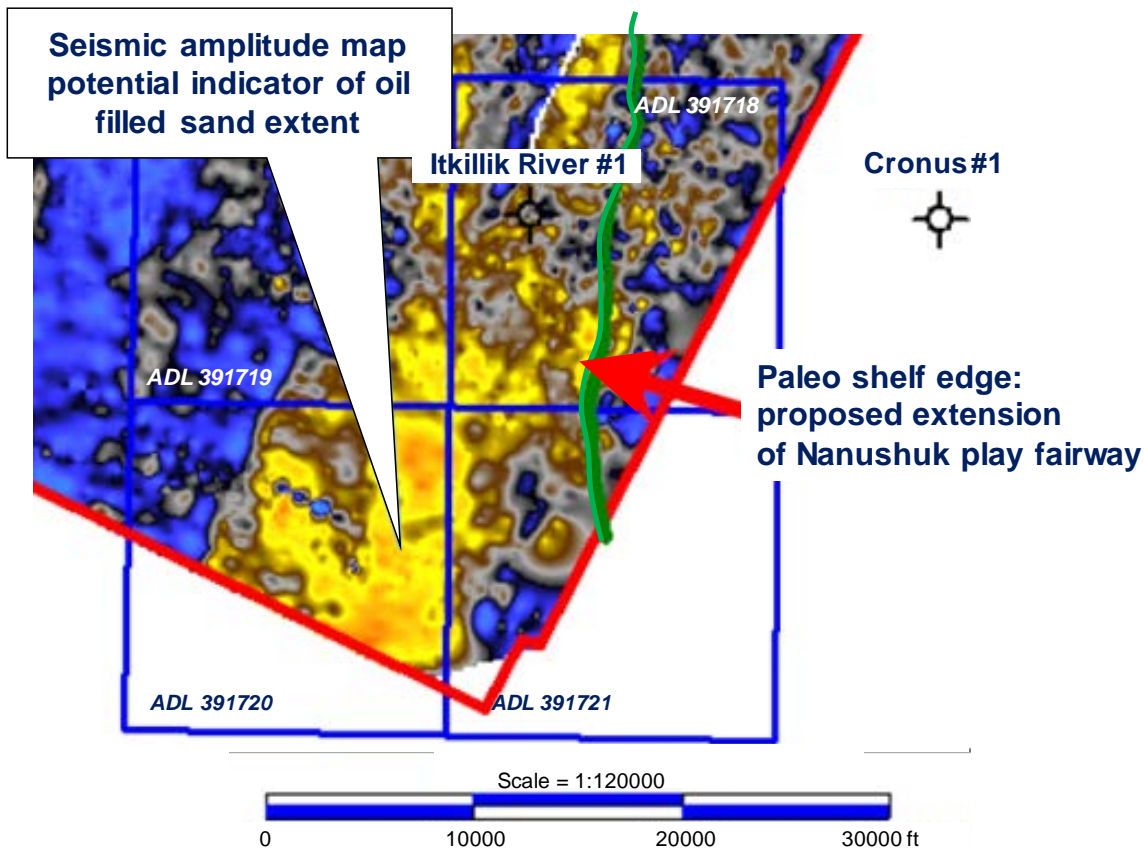 Seismic amplitude map
potential indicator of oil
filled sand extent
ADL 391718
Itkillik River #1
Cronus #1
ADL 391719
Paleo shelf edge:
proposed extension
of Nanushuk play fairway
ADL 391720
ADL 391721
Scale = 1:120000
0 10000 20000 30000 ft